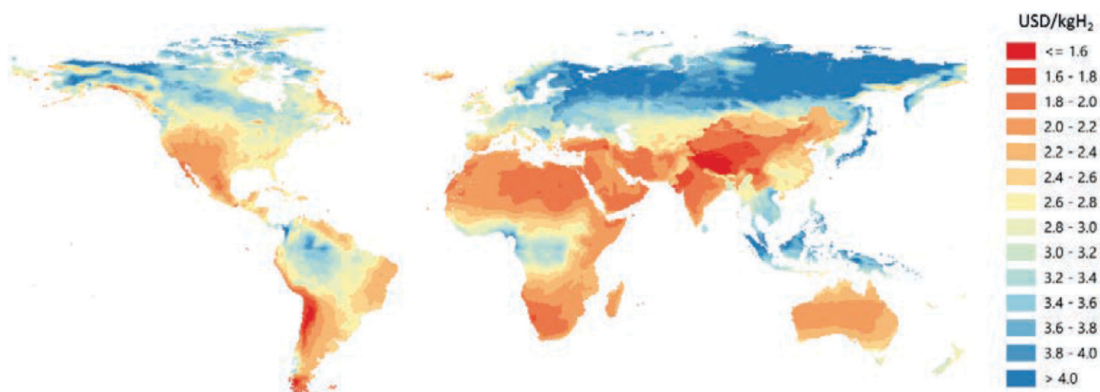 USD/kgH₂
<= 1.6
1.6 - 1.8
1.8 - 2.0
2.0 - 2.2
2.2 - 2.4
2.4 - 2.6
2.6 - 2.8
2.8 - 3.0
3.0 - 3.2
3.2 - 3.4
3.4 - 3.6
3.6 - 3.8
3.8 - 4.0
> 4.0